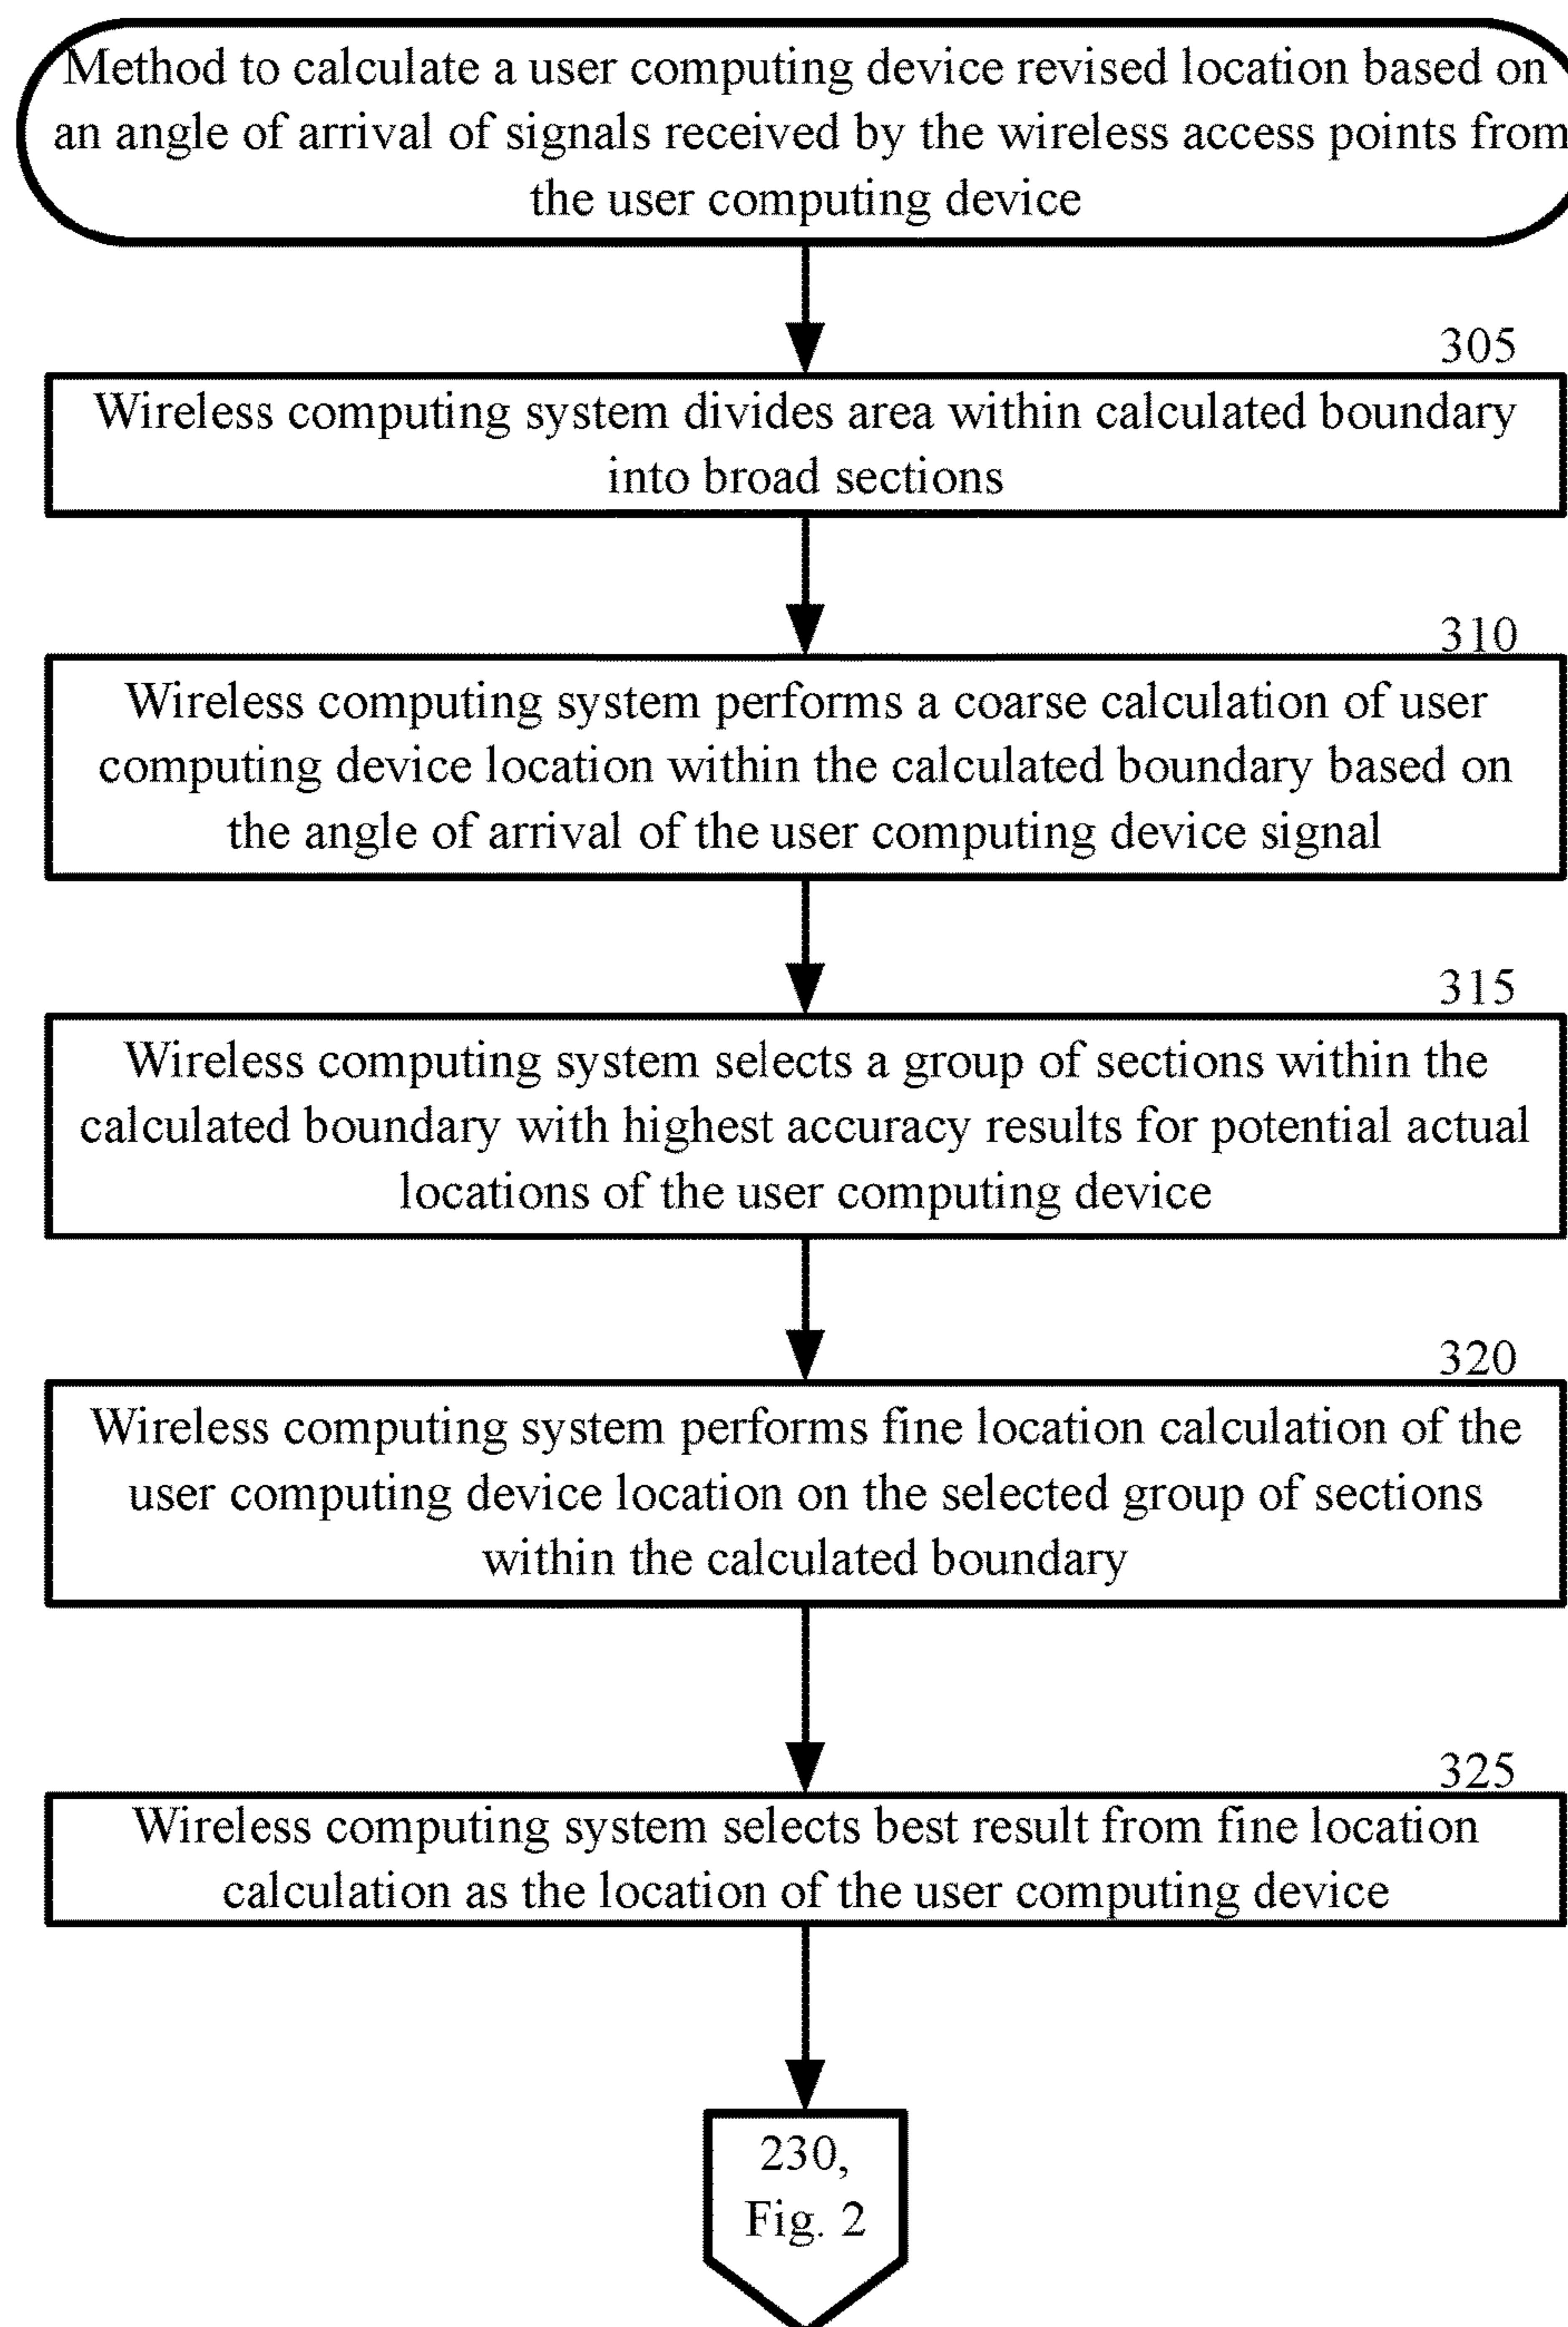 Method to calculate a user computing device revised location based on
an angle of arrival of signals received by the wireless access points from
the user computing device
305
Wireless computing system divides area within calculated boundary
into broad sections
310
Wireless computing system performs a coarse calculation of user
computing device location within the calculated boundary based on
the angle of arrival of the user computing device signal
315
Wireless computing system selects a group of sections within the
calculated boundary with highest accuracy results for potential actual
locations of the user computing device
320
Wireless computing system performs fine location calculation of the
user computing device location on the selected group of sections
within the calculated boundary
325
Wireless computing system selects best result from fine location
calculation as the location of the user computing device
230,
Fig. 2